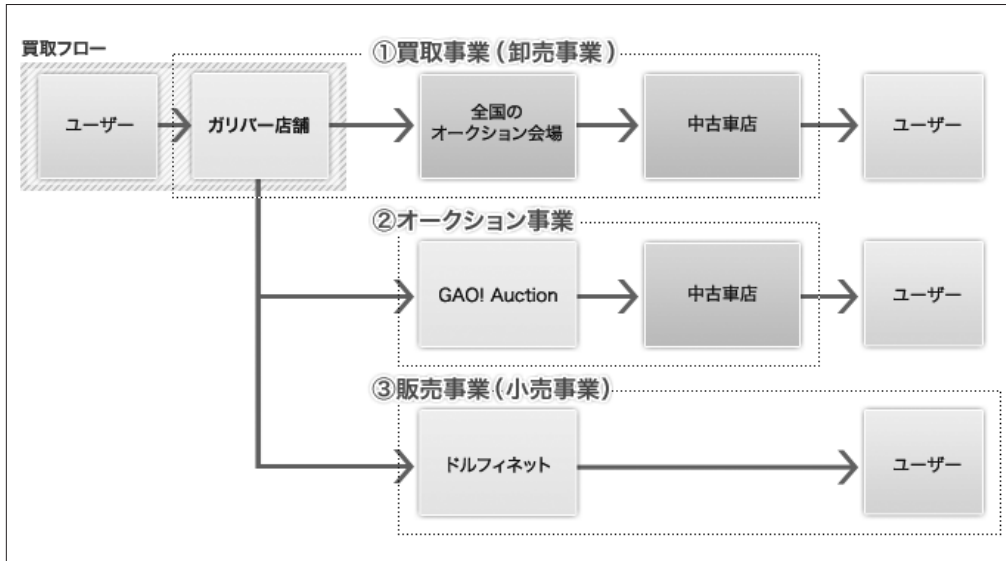 買取フロー
①買取事業(卸売事業)
ユーザー
ガリバー店舗
全国の
オークション会場
中古車店
ユーザー
②オークション事業
GAO! Auction
中古車店
ユーザー
③販売事業(小売事業)
ドルフィネット
ユーザー